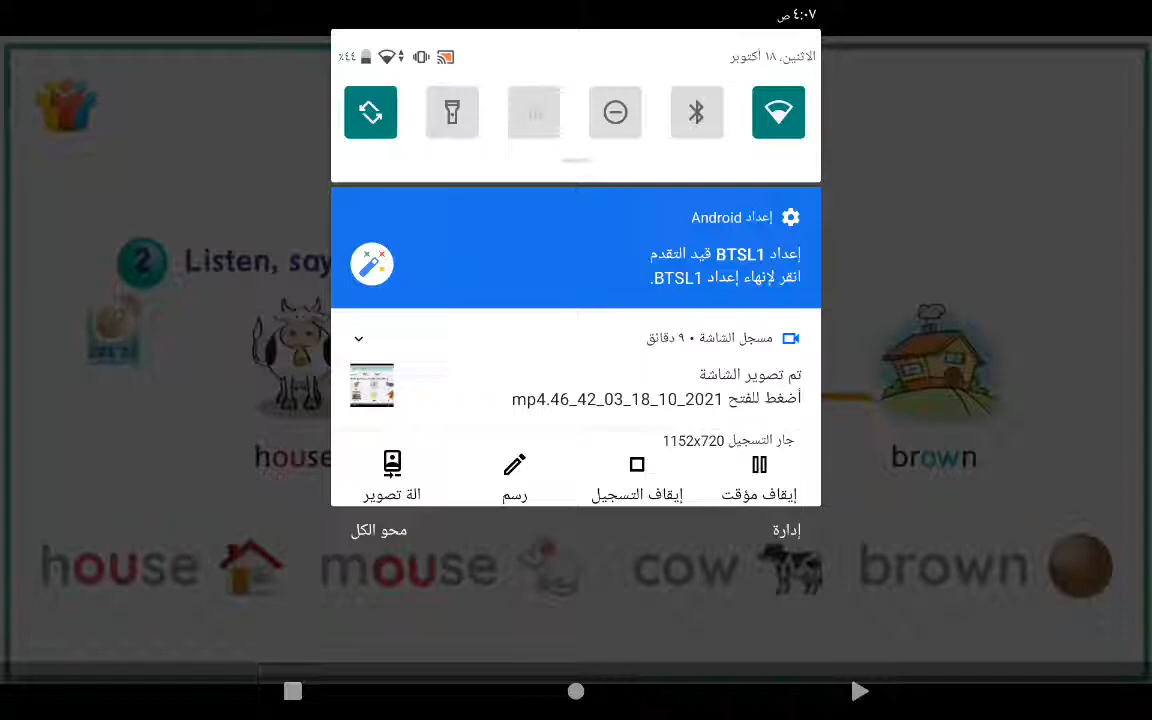 ٤:٠٧ ص
الاثنين، ١٨ أكتوبر
٪٤٤
إعداد Android
إعداد BTSL1 قيد التقدم
انقر لإنهاء إعداد BTSL1.
مسجل الشاشة • ٩ دقائق
تم تصوير الشاشة
أضغط للفتح mp4.46_42_03_18_10_2021
جار التسجيل 1152x720
إيقاف مؤقت
إيقاف التسجيل
رسم
الة تصوير
إدارة
محو الكل
2 Listen, say
house
brown
house
mouse
cow
brown